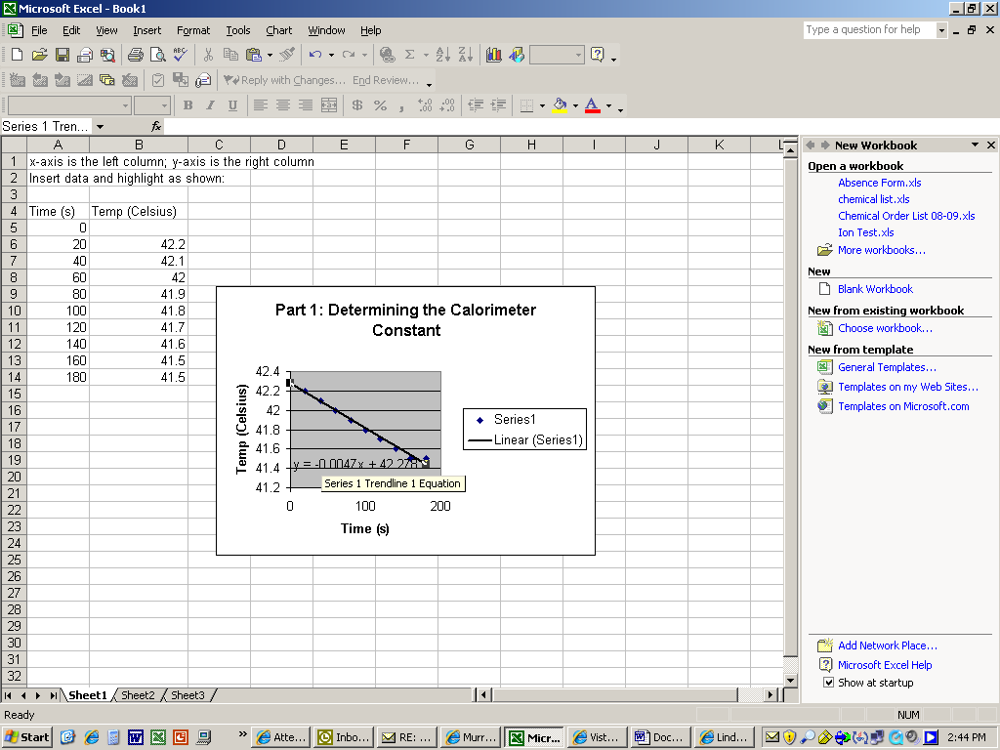 Microsoft Excel - Book1
File Edit View Insert Format Tools Chart Window Help
Type a question for help
Reply with Changes... End Review...
B I U $ % ,
Series 1 Tren... fx
A B C D E F G H I J K L
1 x-axis is the left column; y-axis is the right column
2 Insert data and highlight as shown:
3
4 Time (s) Temp (Celsius)
5 0
6 20 42.2
7 40 42.1
8 60 42
9 80 41.9
10 100 41.8
11 120 41.7
12 140 41.6
13 160 41.5
14 180 41.5
15
16
17
18
19
20
21
22
23
24
25
26
27
28
29
30
31
32
Part 1: Determining the Calorimeter
Constant
Temp (Celsius)
42.4
42.2
42
41.8
41.6
41.4
41.2
y = -0.0047x + 42.278
Series 1 Trendline 1 Equation
0 100 200
Time (s)
Series1
Linear (Series1)
New Workbook
Open a workbook
Absence Form.xls
chemical list.xls
Chemical Order List 08-09.xls
Ion Test.xls
More workbooks...
New
Blank Workbook
New from existing workbook
Choose workbook...
New from template
General Templates...
Templates on my Web Sites...
Templates on Microsoft.com
Add Network Place...
Microsoft Excel Help
Show at startup
Sheet1 Sheet2 Sheet3
Ready
NUM
Start
Atte... Inbo... RE: ... Murr... Micr... Vist... Doc... Lind...
2:44 PM